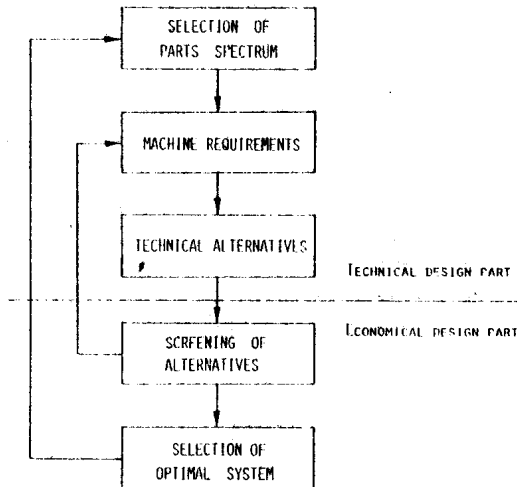 SELECTION OF
PARTS SPECTRUM
MACHINE REQUIREMENTS
TECHNICAL ALTERNATIVES
TECHNICAL DESIGN PART
ECONOMICAL DESIGN PART
SCREENING OF
ALTERNATIVES
SELECTION OF
OPTIMAL SYSTEM